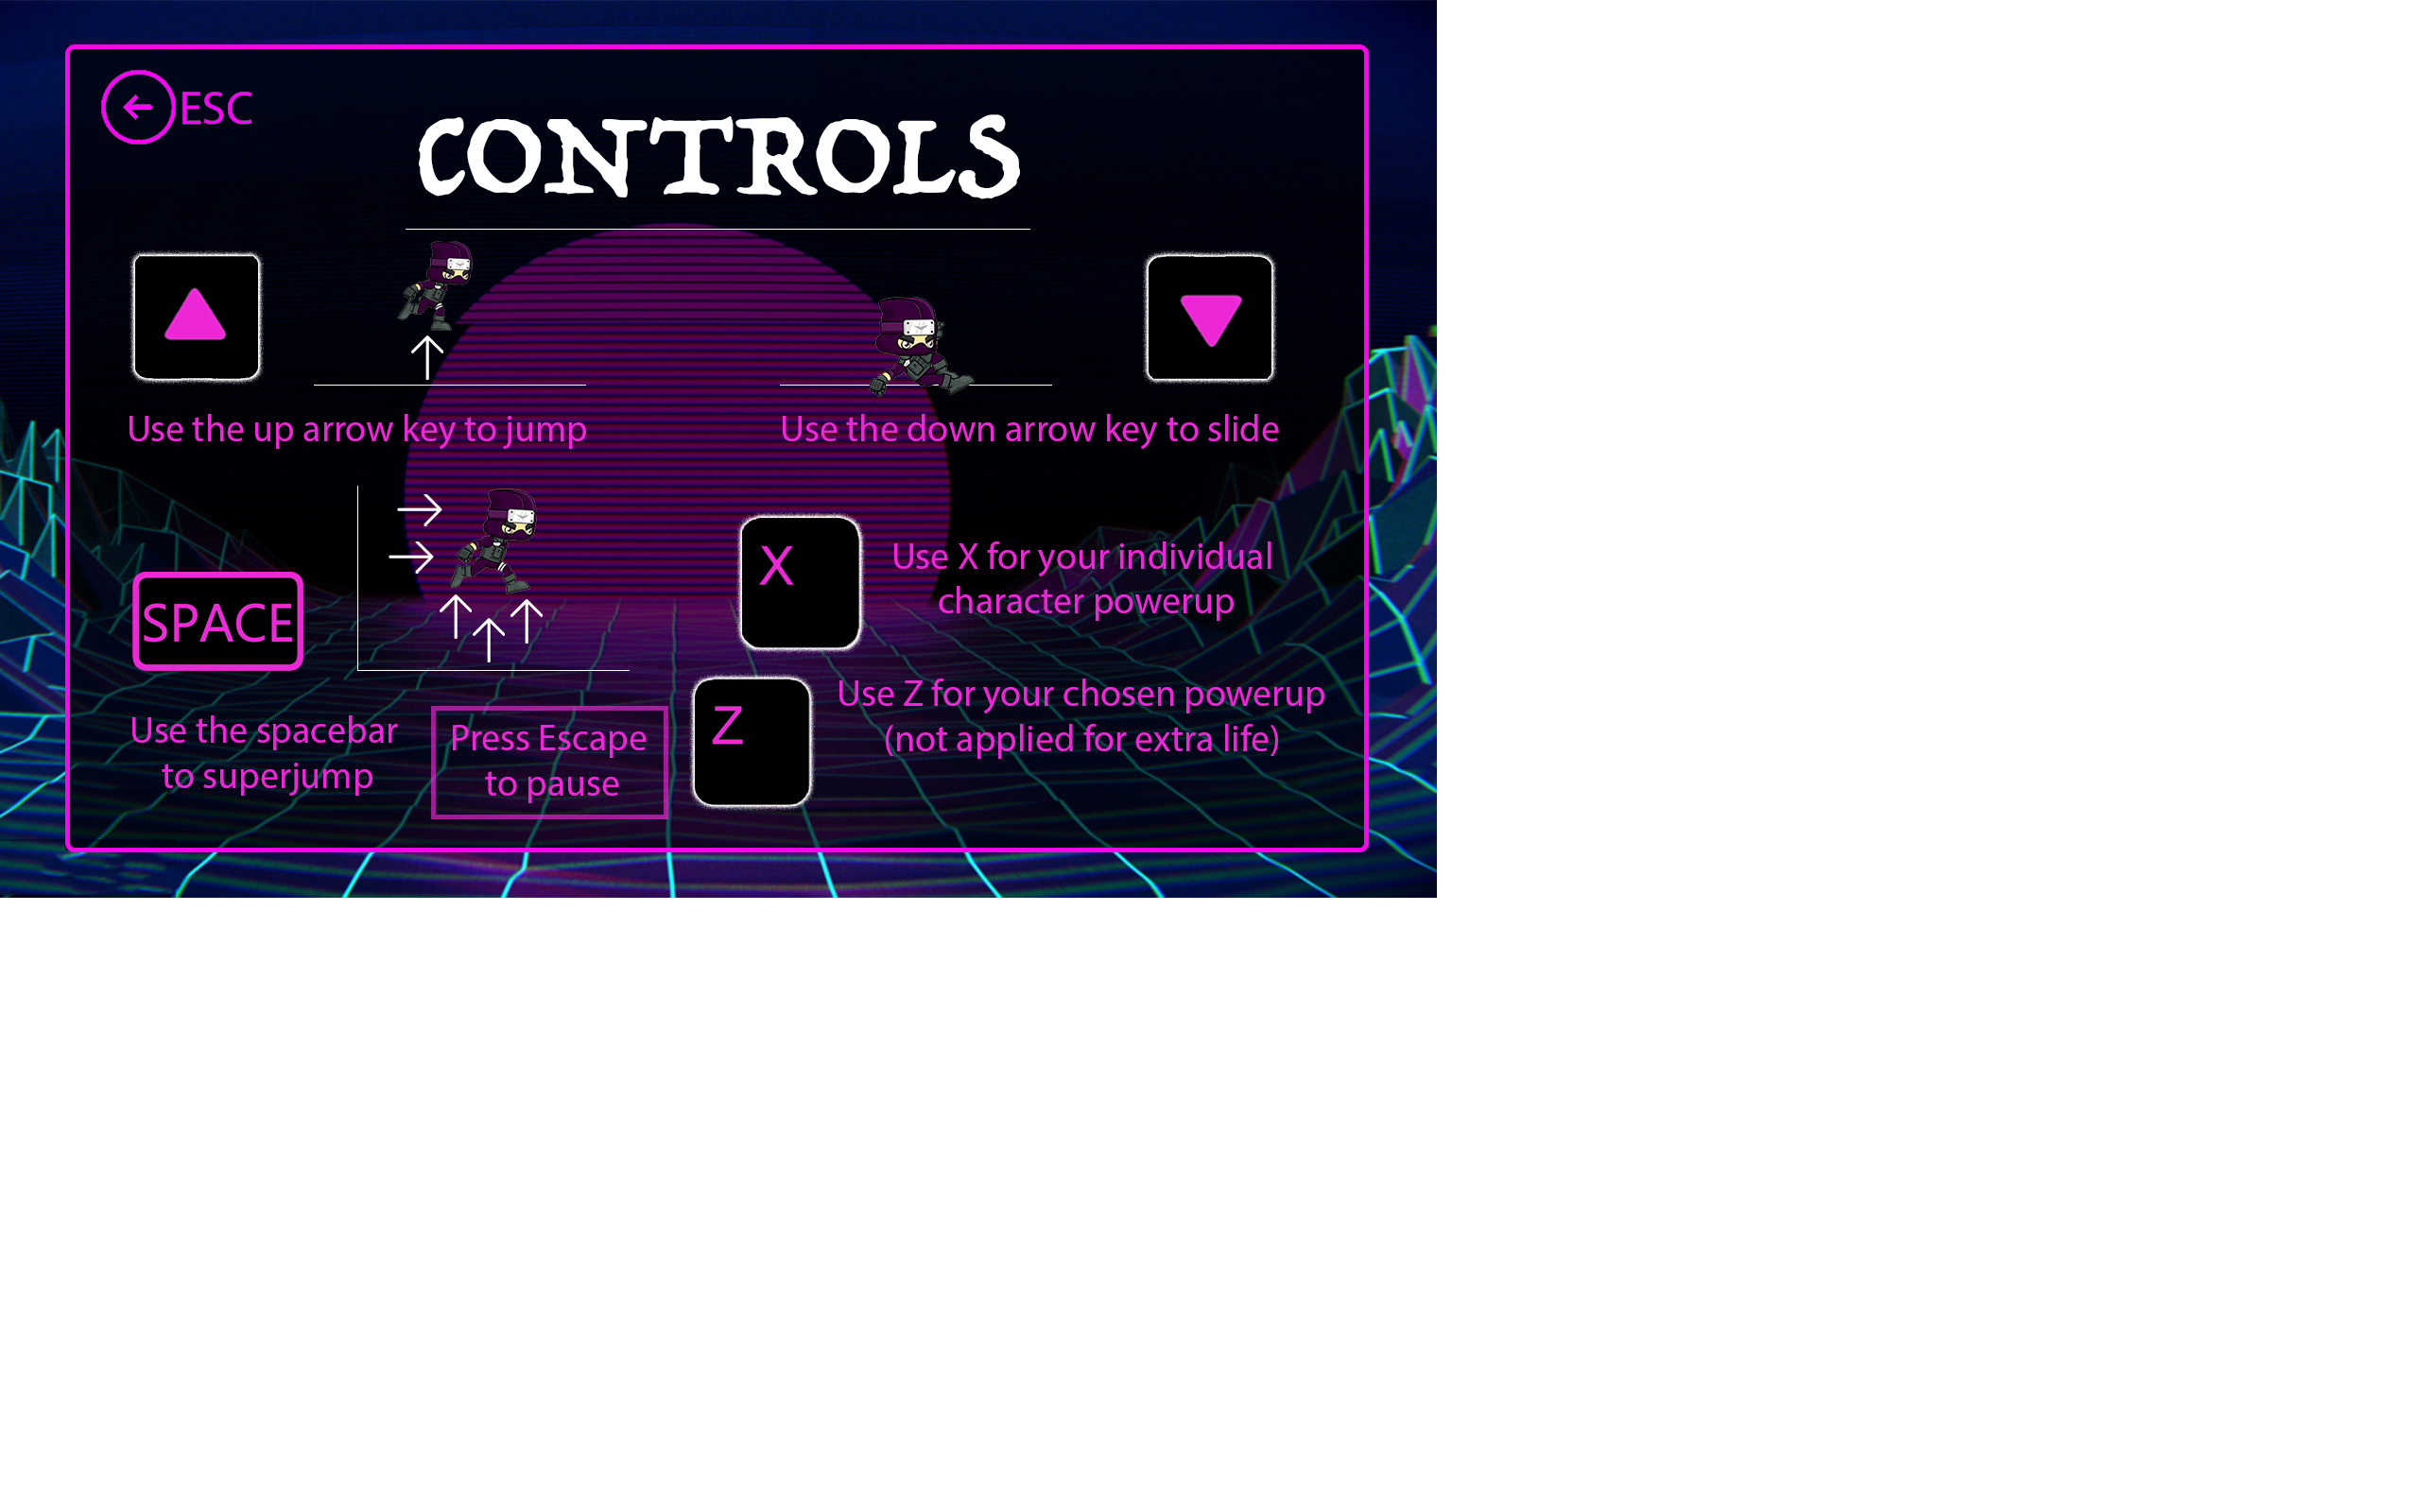 ESC
CONTROLS
Use the up arrow key to jump
Use the down arrow key to slide
X
Use X for your individual
character powerup
SPACE
Use the spacebar
to superjump
Press Escape
to pause
Z
Use Z for your chosen powerup
(not applied for extra life)